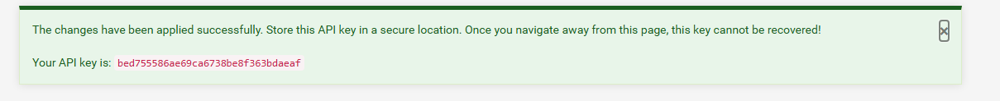 The changes have been applied successfully. Store this API key in a secure location. Once you navigate away from this page, this key cannot be recovered!
×
Your API key is: bed755586ae69ca6738be8f363bdaeaf